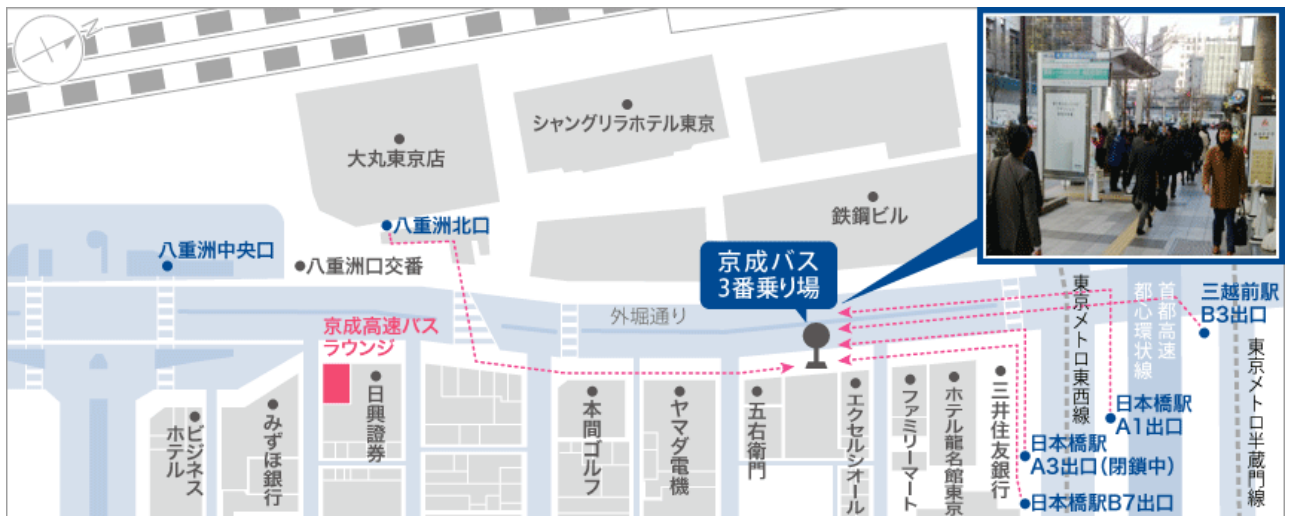 N
大丸東京店
シャングリラホテル東京
鉄鋼ビル
八重洲北口
八重洲中央口
八重洲口交番
京成バス
3番乗り場
外堀通り
京成高速バス
ラウンジ
東京メトロ東西線
首都高速
都心環状線
三越前駅
B3出口
東京メトロ半蔵門線
ビジネス
ホテル
みずほ銀行
日興證券
本間ゴルフ
ヤマダ電機
五右衛門
エクセルシオール
ファミリーマート
ホテル龍名館東京
三井住友銀行
日本橋駅
A1出口
日本橋駅
A3出口(閉鎖中)
日本橋駅B7出口